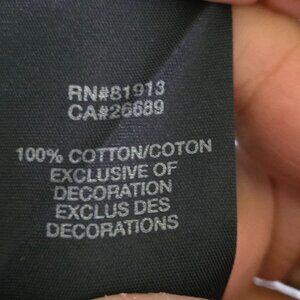 RN#81913
CA#26689
100% COTTON/COTON
EXCLUSIVE OF
DECORATION
EXCLUS DES
DECORATIONS